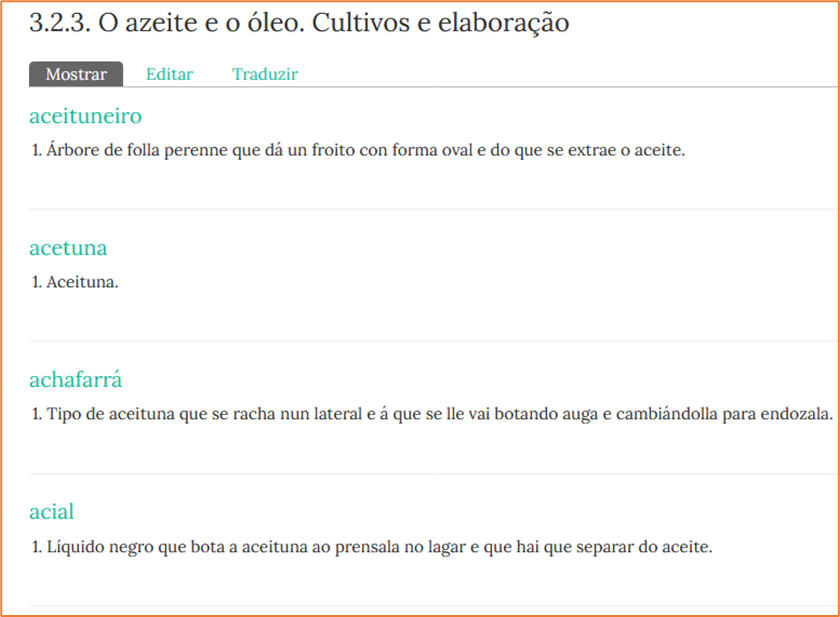 3.2.3. O azeite e o óleo. Cultivos e elaboração
Mostrar Editar Traduzir
aceituneiro
1. Árbore de folla perenne que dá un froito con forma oval e do que se extrae o aceite.
acetuna
1. Aceituna.
achafarrá
1. Tipo de aceituna que se racha nun lateral e á que se lle vai botando auga e cambiándolla para endozala.
acial
1. Líquido negro que bota a aceituna ao prensala no lagar e que hai que separar do aceite.